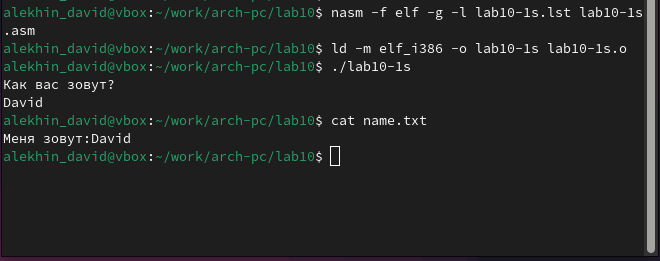 alekhin_david@vbox:~/work/arch-pc/lab10$ nasm -f elf -g -l lab10-1s.lst lab10-1s
.asm
alekhin_david@vbox:~/work/arch-pc/lab10$ ld -m elf_i386 -o lab10-1s lab10-1s.o
alekhin_david@vbox:~/work/arch-pc/lab10$ ./lab10-1s
Как вас зовут?
David
alekhin_david@vbox:~/work/arch-pc/lab10$ cat name.txt
Меня зовут:David
alekhin_david@vbox:~/work/arch-pc/lab10$